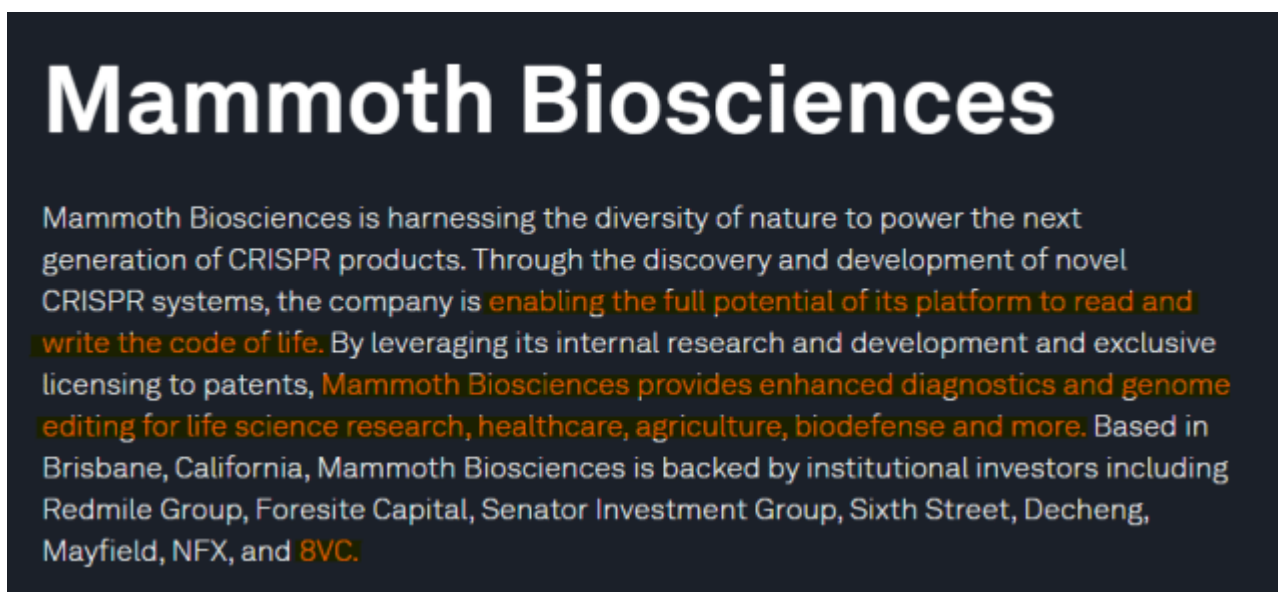 Mammoth Biosciences
Mammoth Biosciences is harnessing the diversity of nature to power the next
generation of CRISPR products. Through the discovery and development of novel
CRISPR systems, the company is enabling the full potential of its platform to read and
write the code of life. By leveraging its internal research and development and exclusive
licensing to patents, Mammoth Biosciences provides enhanced diagnostics and genome
editing for life science research, healthcare, agriculture, biodefense and more. Based in
Brisbane, California, Mammoth Biosciences is backed by institutional investors including
Redmile Group, Foresite Capital, Senator Investment Group, Sixth Street, Decheng,
Mayfield, NFX, and 8VC.